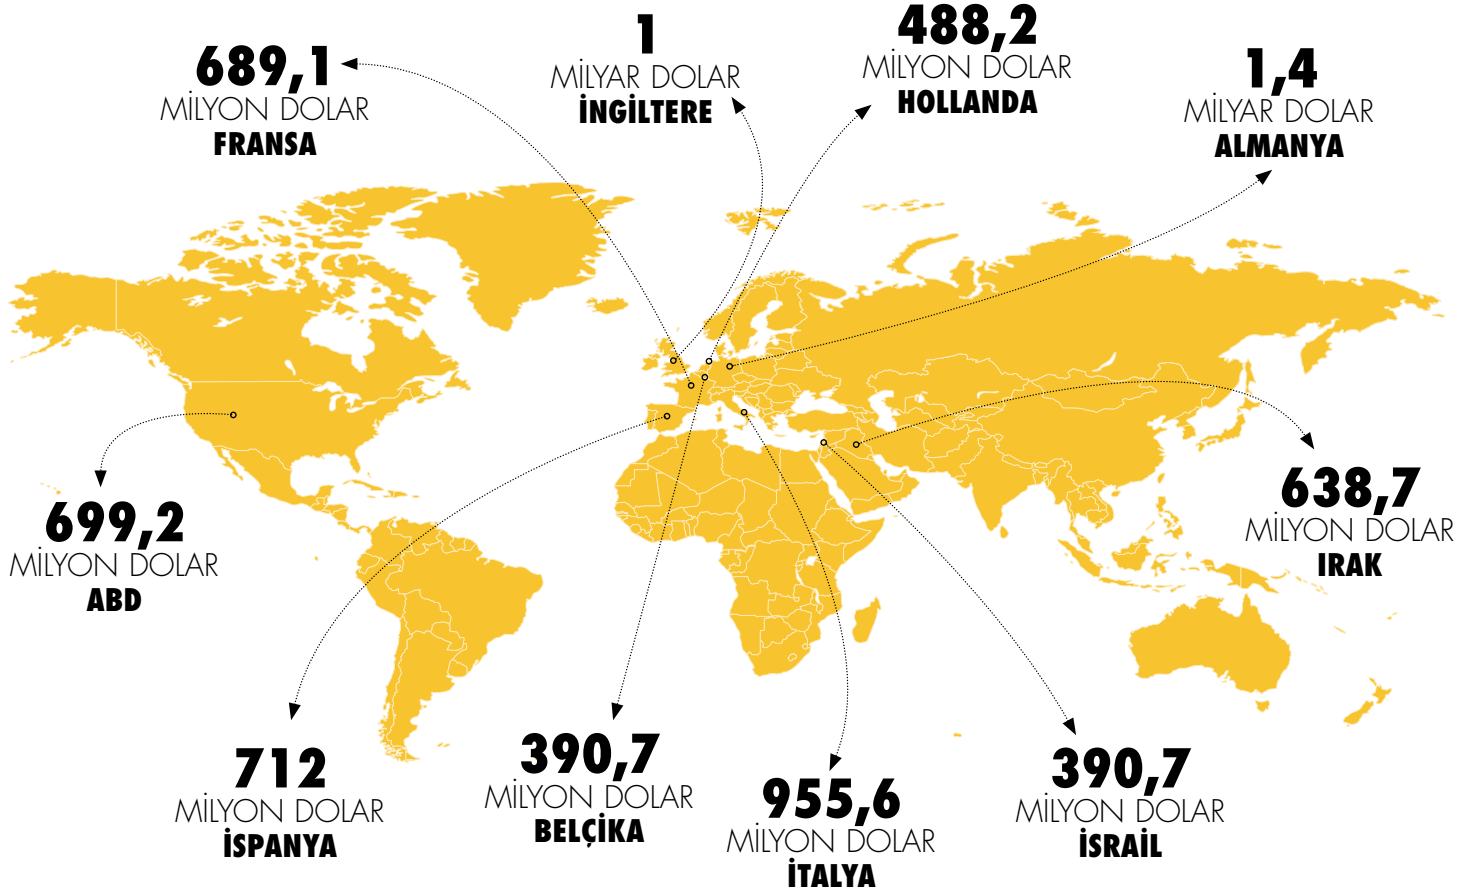 689,1
MİLYON DOLAR
FRANSA
1
MİLYAR DOLAR
İNGİLTERE
488,2
MİLYON DOLAR
HOLLANDA
1,4
MİLYAR DOLAR
ALMANYA
699,2
MİLYON DOLAR
ABD
638,7
MİLYON DOLAR
IRAK
712
MİLYON DOLAR
İSPANYA
390,7
MİLYON DOLAR
BELÇİKA
955,6
MİLYON DOLAR
İTALYA
390,7
MİLYON DOLAR
İSRAİL